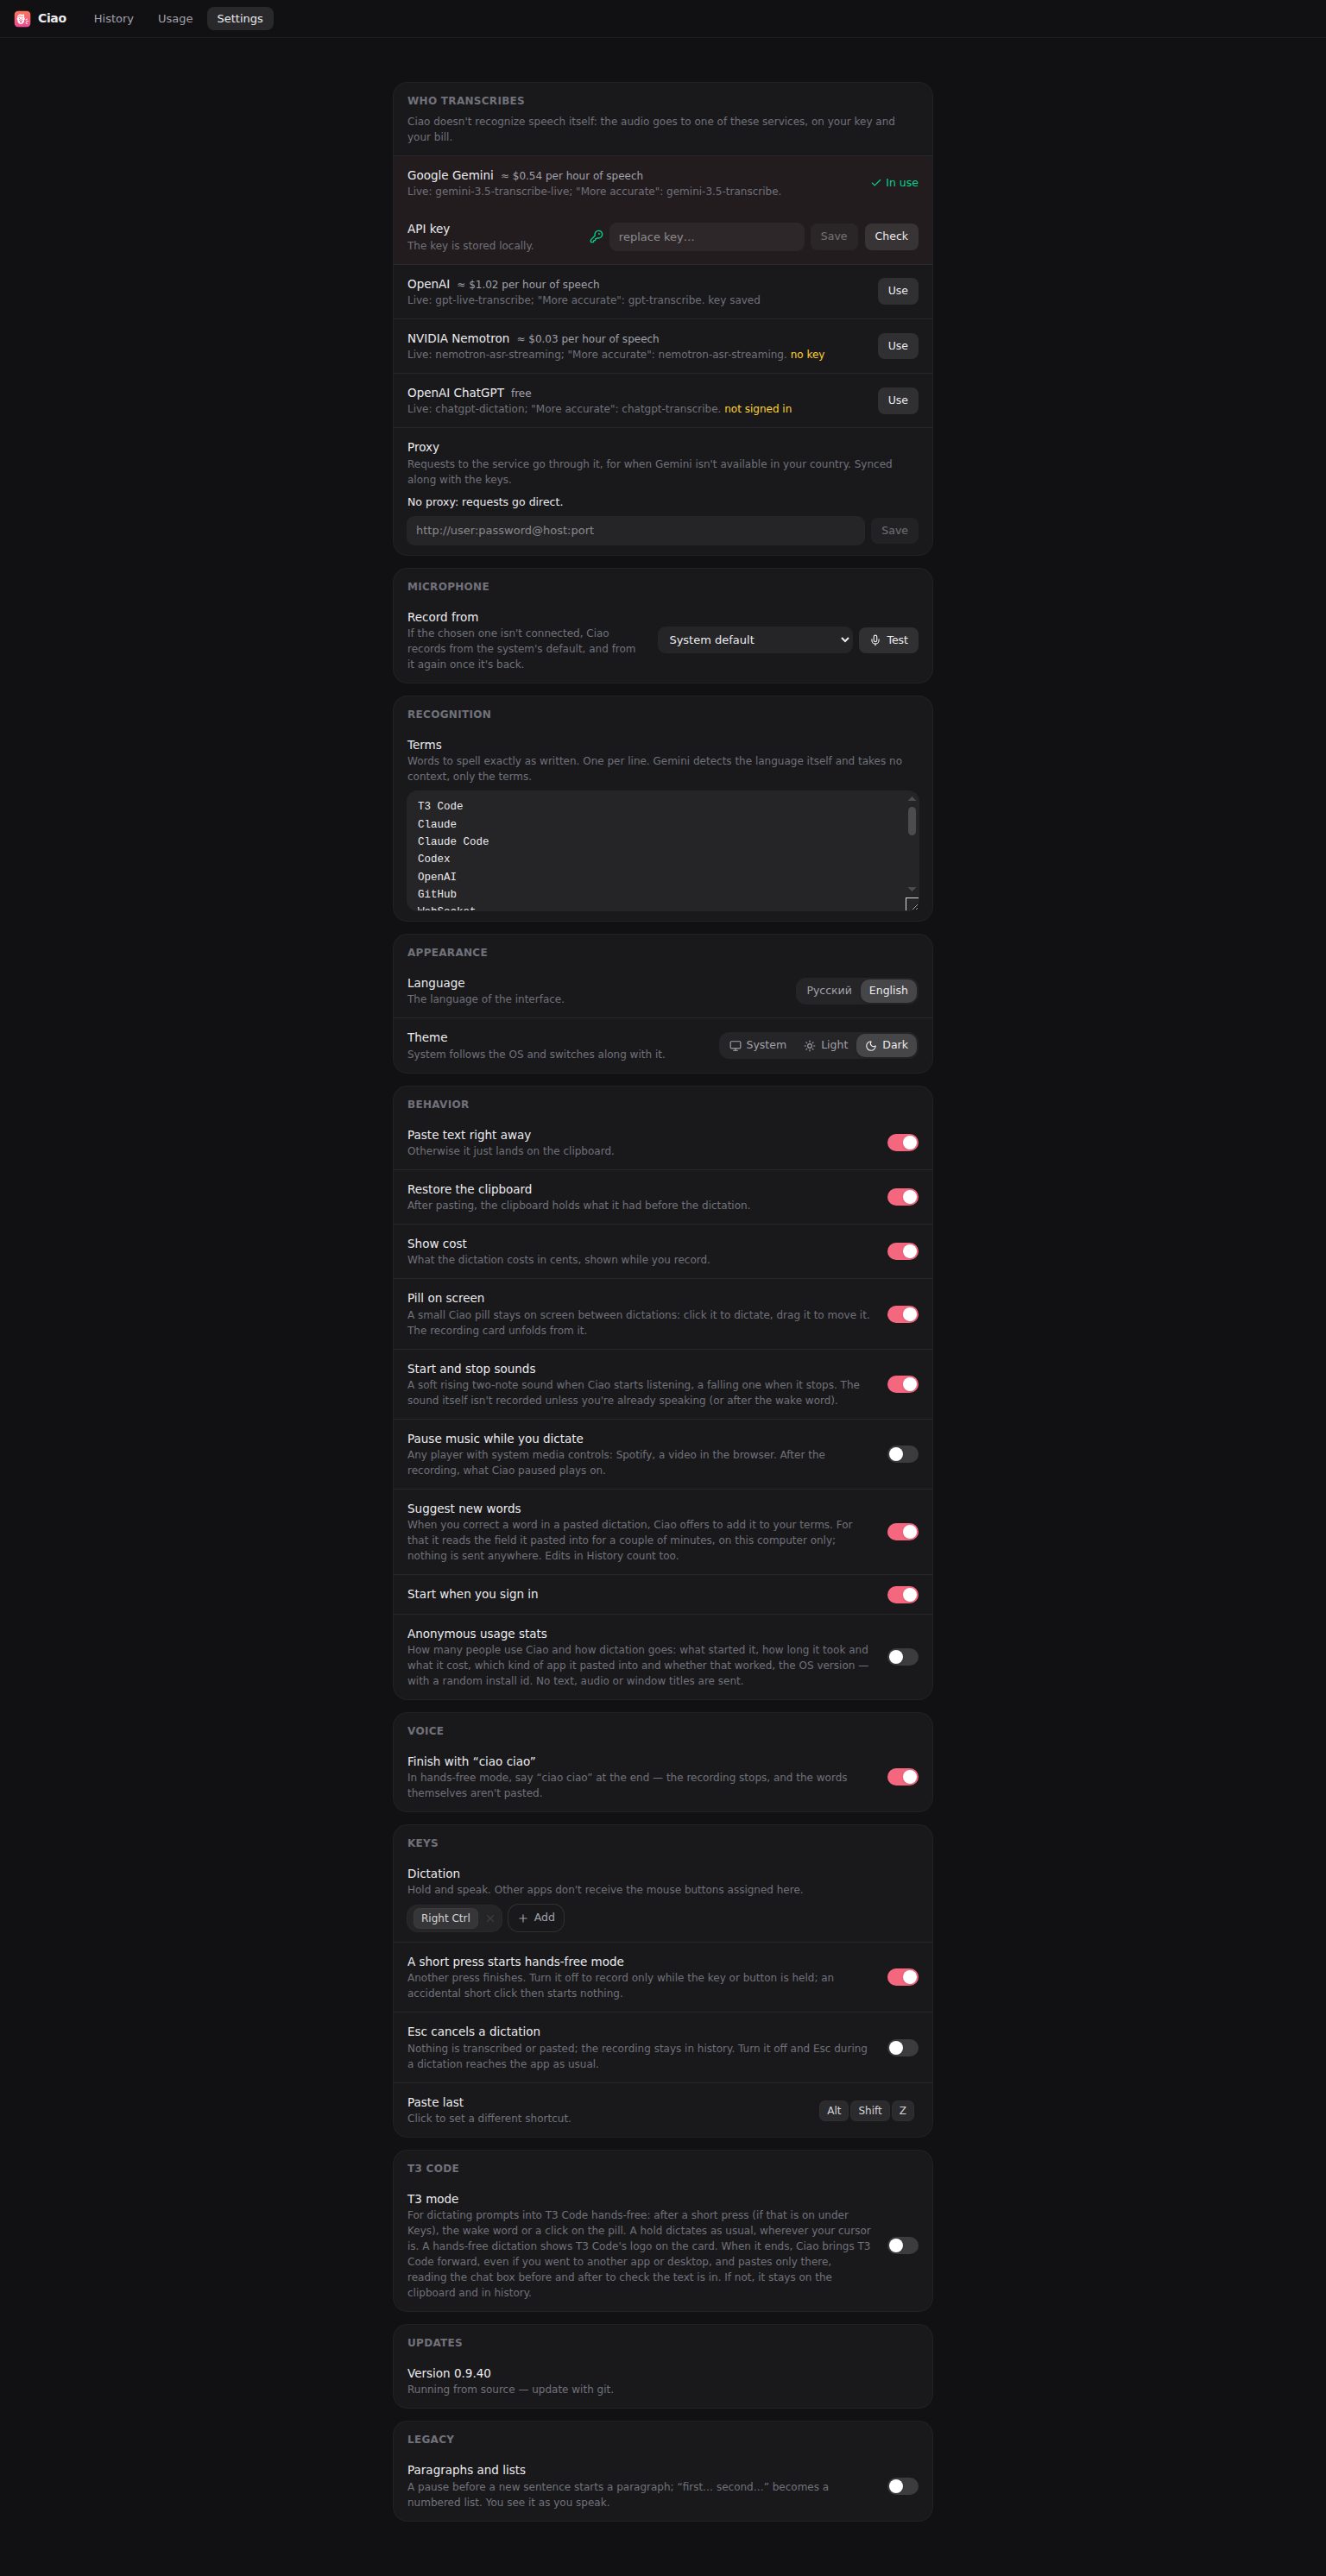 Ciao History Usage Settings
WHO TRANSCRIBES
Ciao doesn't recognize speech itself: the audio goes to one of these services, on your key and
your bill.
Google Gemini ≈ $0.54 per hour of speech
Live: gemini-3.5-transcribe-live; "More accurate": gemini-3.5-transcribe.
In use
API key
The key is stored locally.
replace key...
Save
Check
OpenAI ≈ $1.02 per hour of speech
Live: gpt-live-transcribe; "More accurate": gpt-transcribe. key saved
Use
NVIDIA Nemotron ≈ $0.03 per hour of speech
Live: nemotron-asr-streaming; "More accurate": nemotron-asr-streaming. no key
Use
OpenAI ChatGPT free
Live: chatgpt-dictation; "More accurate": chatgpt-transcribe. not signed in
Use
Proxy
Requests to the service go through it, for when Gemini isn't available in your country. Synced
along with the keys.
No proxy: requests go direct.
http://user:password@host:port
Save
MICROPHONE
Record from
If the chosen one isn't connected, Ciao
records from the system's default, and from
it again once it's back.
System default
Test
RECOGNITION
Terms
Words to spell exactly as written. One per line. Gemini detects the language itself and takes no
context, only the terms.
T3 Code
Claude
Claude Code
Codex
OpenAI
GitHub
WebSocket
APPEARANCE
Language
The language of the interface.
Русский English
Theme
System follows the OS and switches along with it.
System Light Dark
BEHAVIOR
Paste text right away
Otherwise it just lands on the clipboard.
Restore the clipboard
After pasting, the clipboard holds what it had before the dictation.
Show cost
What the dictation costs in cents, shown while you record.
Pill on screen
A small Ciao pill stays on screen between dictations: click it to dictate, drag it to move it.
The recording card unfolds from it.
Start and stop sounds
A soft rising two-note sound when Ciao starts listening, a falling one when it stops. The
sound itself isn't recorded unless you're already speaking (or after the wake word).
Pause music while you dictate
Any player with system media controls: Spotify, a video in the browser. After the
recording, what Ciao paused plays on.
Suggest new words
When you correct a word in a pasted dictation, Ciao offers to add it to your terms. For
that it reads the field it pasted into for a couple of minutes, on this computer only;
nothing is sent anywhere. Edits in History count too.
Start when you sign in
Anonymous usage stats
How many people use Ciao and how dictation goes: what started it, how long it took and
what it cost, which kind of app it pasted into and whether that worked, the OS version —
with a random install id. No text, audio or window titles are sent.
VOICE
Finish with “ciao ciao”
In hands-free mode, say “ciao ciao” at the end — the recording stops, and the words
themselves aren't pasted.
KEYS
Dictation
Hold and speak. Other apps don't receive the mouse buttons assigned here.
Right Ctrl
Add
A short press starts hands-free mode
Another press finishes. Turn it off to record only while the key or button is held; an
accidental short click then starts nothing.
Esc cancels a dictation
Nothing is transcribed or pasted; the recording stays in history. Turn it off and Esc during
a dictation reaches the app as usual.
Paste last
Click to set a different shortcut.
Alt Shift Z
T3 CODE
T3 mode
For dictating prompts into T3 Code hands-free: after a short press (if that is on under
Keys), the wake word or a click on the pill. A hold dictates as usual, wherever your cursor
is. A hands-free dictation shows T3 Code's logo on the card. When it ends, Ciao brings T3
Code forward, even if you went to another app or desktop, and pastes only there,
reading the chat box before and after to check the text is in. If not, it stays on the
clipboard and in history.
UPDATES
Version 0.9.40
Running from source — update with git.
LEGACY
Paragraphs and lists
A pause before a new sentence starts a paragraph; “first... second...” becomes a
numbered list. You see it as you speak.